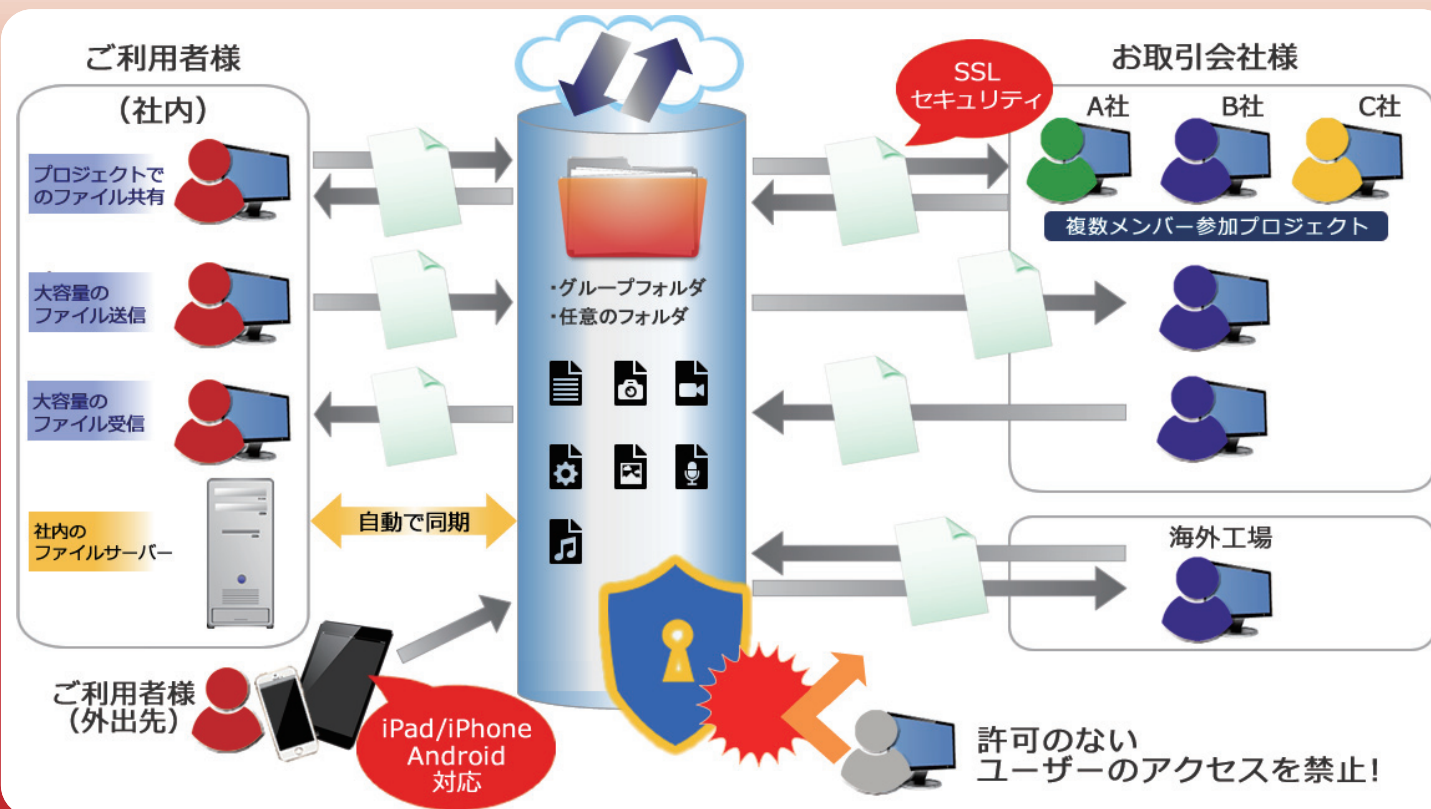 ご利用者様
(社内)
プロジェクトで
のファイル共有
大容量の
ファイル送信
大容量の
ファイル受信
社内の
ファイルサーバー
自動で同期
・グループフォルダ
・任意のフォルダ
SSL
セキュリティ
お取引会社様
A社
B社
C社
複数メンバー参加プロジェクト
海外工場
ご利用者様
(外出先)
iPad/iPhone
Android
対応
許可のない
ユーザーのアクセスを禁止!